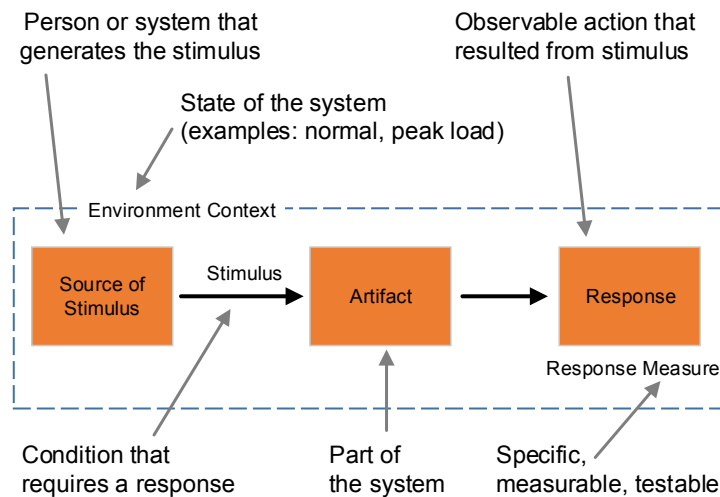 Person or system that
generates the stimulus
Observable action that
resulted from stimulus
State of the system
(examples: normal, peak load)
Environment Context
Source of
Stimulus
Stimulus
Artifact
Response
Response Measure
Condition that
requires a response
Part of
the system
Specific,
measurable, testable